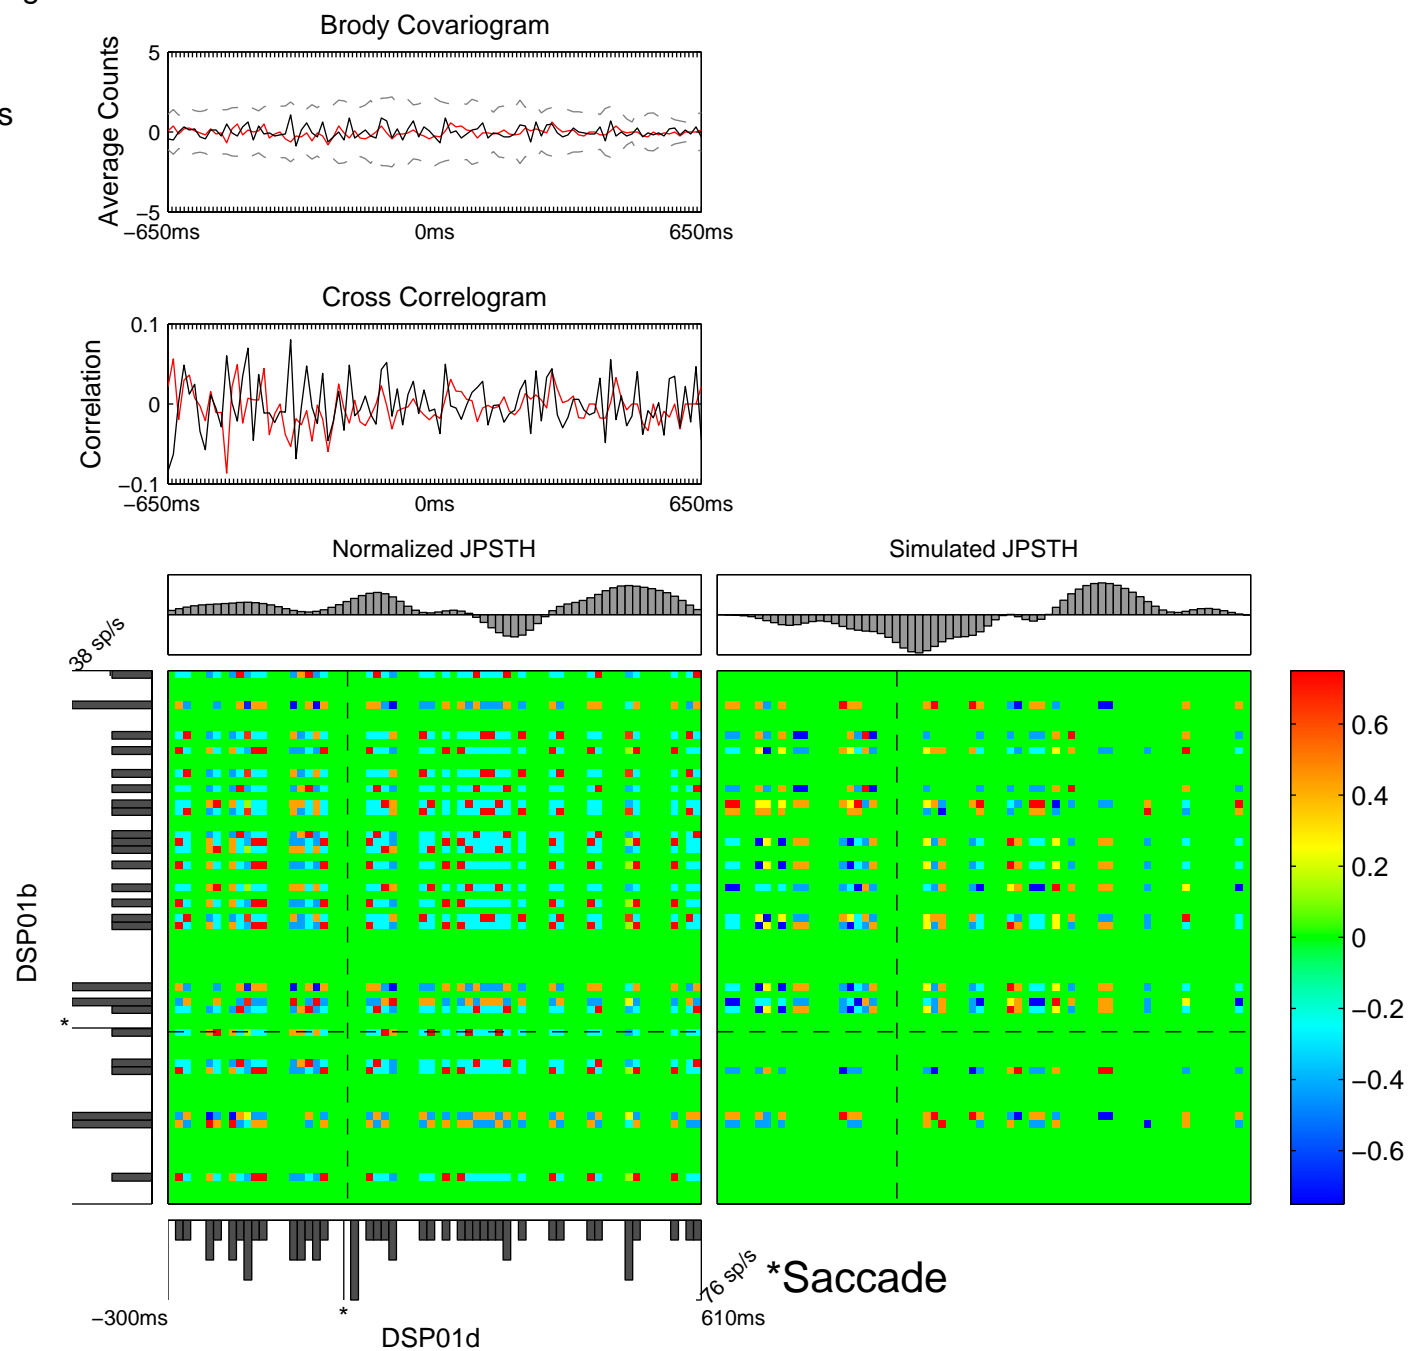 g
Brody Covariogram
s
Average Counts
5
0
−5
−650ms 0ms 650ms
Cross Correlogram
Correlation
0.1
0
−0.1
−650ms 0ms 650ms
Normalized JPSTH Simulated JPSTH
38 sp/s
DSP01b
*
0.6
0.4
0.2
0
−0.2
−0.4
−0.6
76 sp/s
*Saccade
*
−300ms 610ms
DSP01d